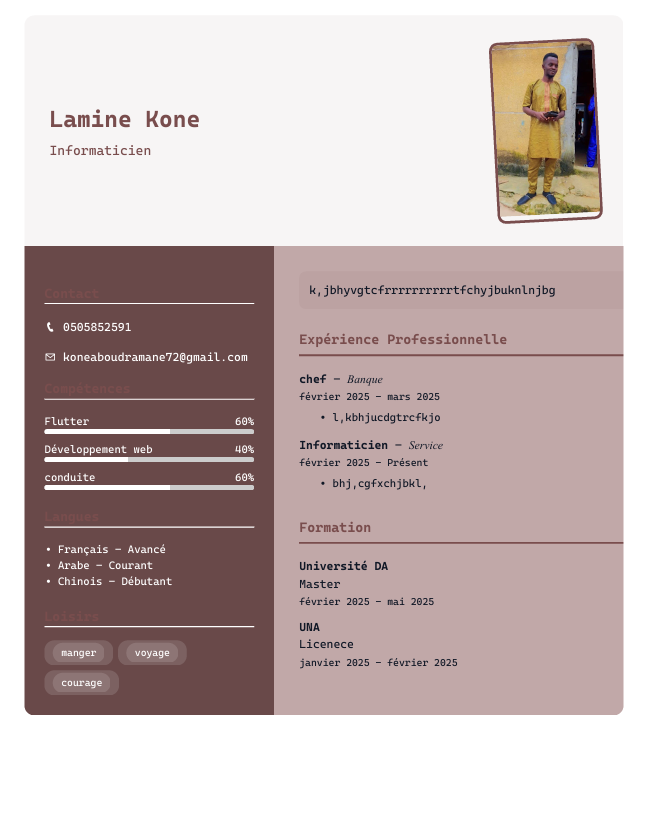 Lamine Kone
Informaticien
Contact
0505852591
koneaboudramane72@gmail.com
Compétences
Flutter 60%
Développement web 40%
conduite 60%
Langues
• Français – Avancé
• Arabe – Courant
• Chinois – Débutant
Loisirs
manger voyage
courage
k,jbhyvgtcfrrrrrrrrrrtfchyjbuknlnjbg
Expérience Professionnelle
chef – Banque
février 2025 – mars 2025
• l,kbhjucdgtrcfkjo
Informaticien – Service
février 2025 – Présent
• bhj,cgfxchjbkl,
Formation
Université DA
Master
février 2025 – mai 2025
UNA
Licenece
janvier 2025 – février 2025